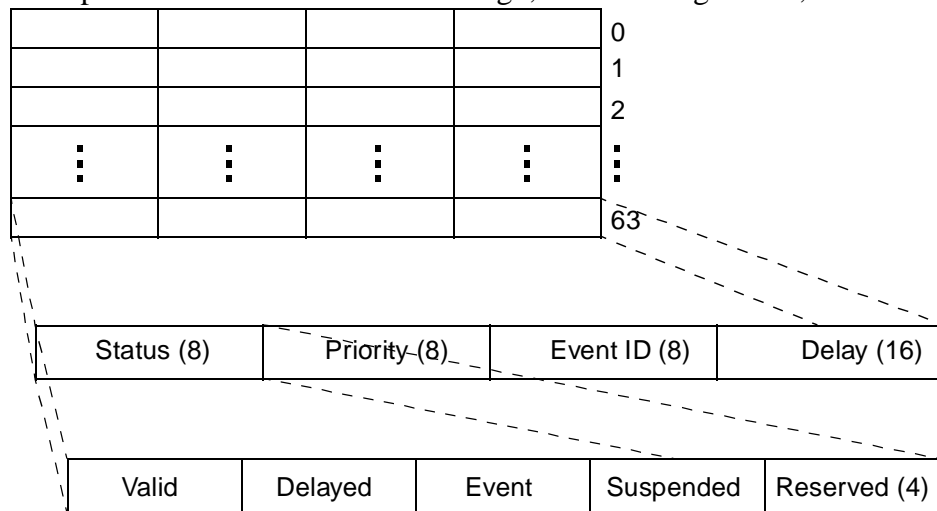 0
1
2
63
Status (8) Priority (8) Event ID (8) Delay (16)
Valid Delayed Event Suspended Reserved (4)